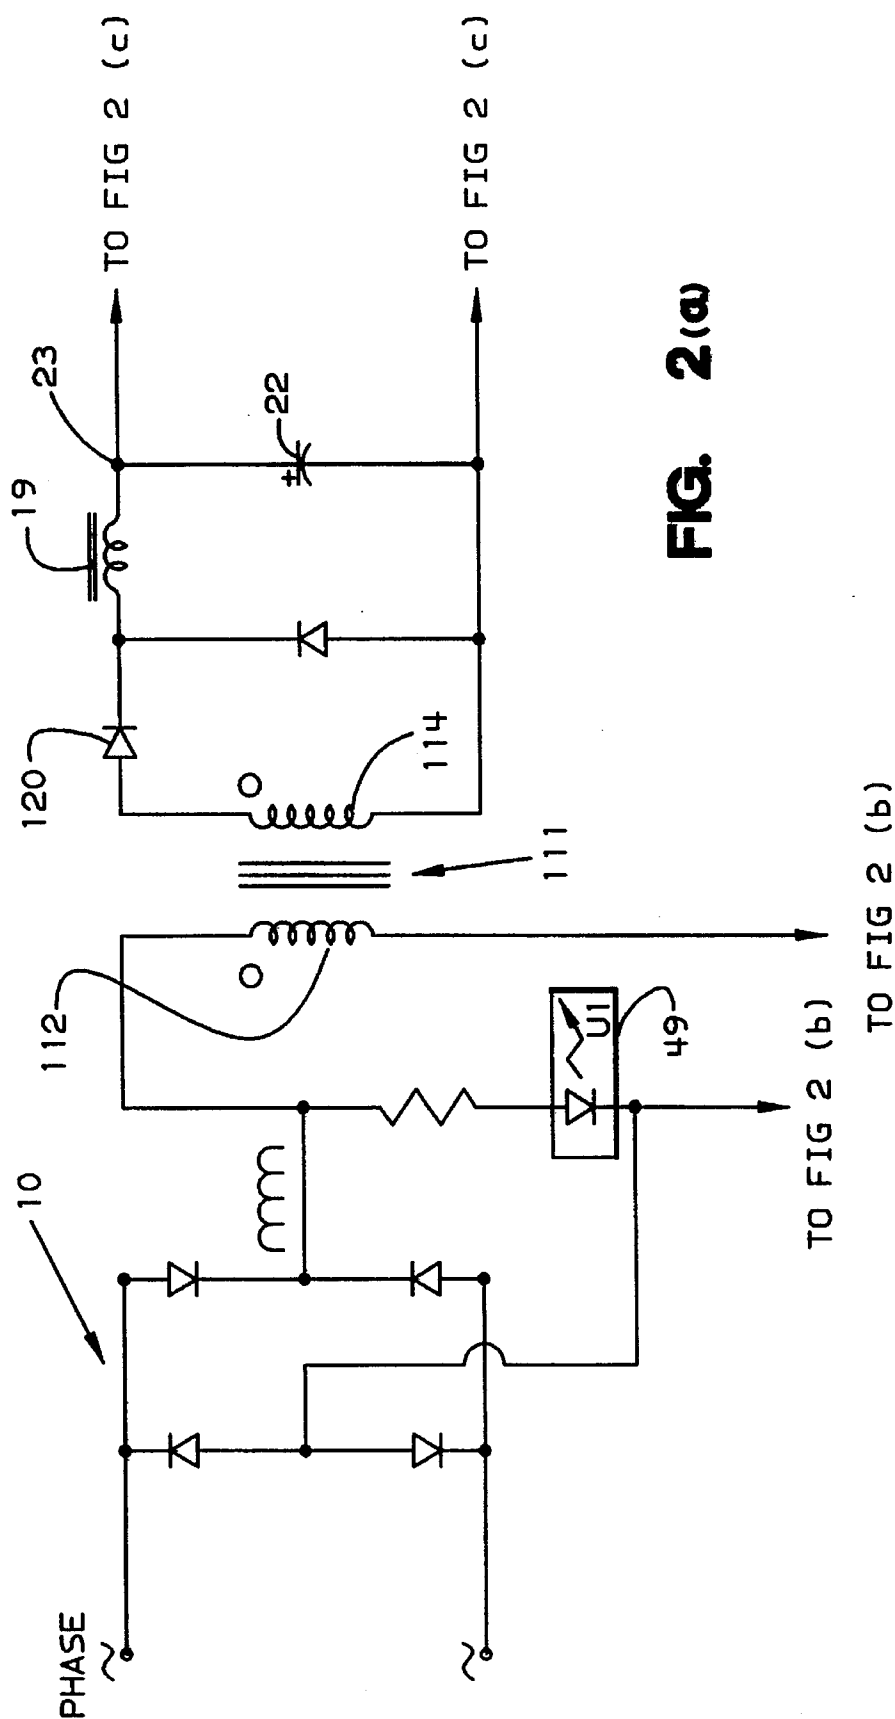 PHASE
10
112
120
19
23
TO FIG 2 (c)
22
TO FIG 2 (c)
114
111
U1
49
TO FIG 2 (b)
TO FIG 2 (b)
FIG. 2(a)